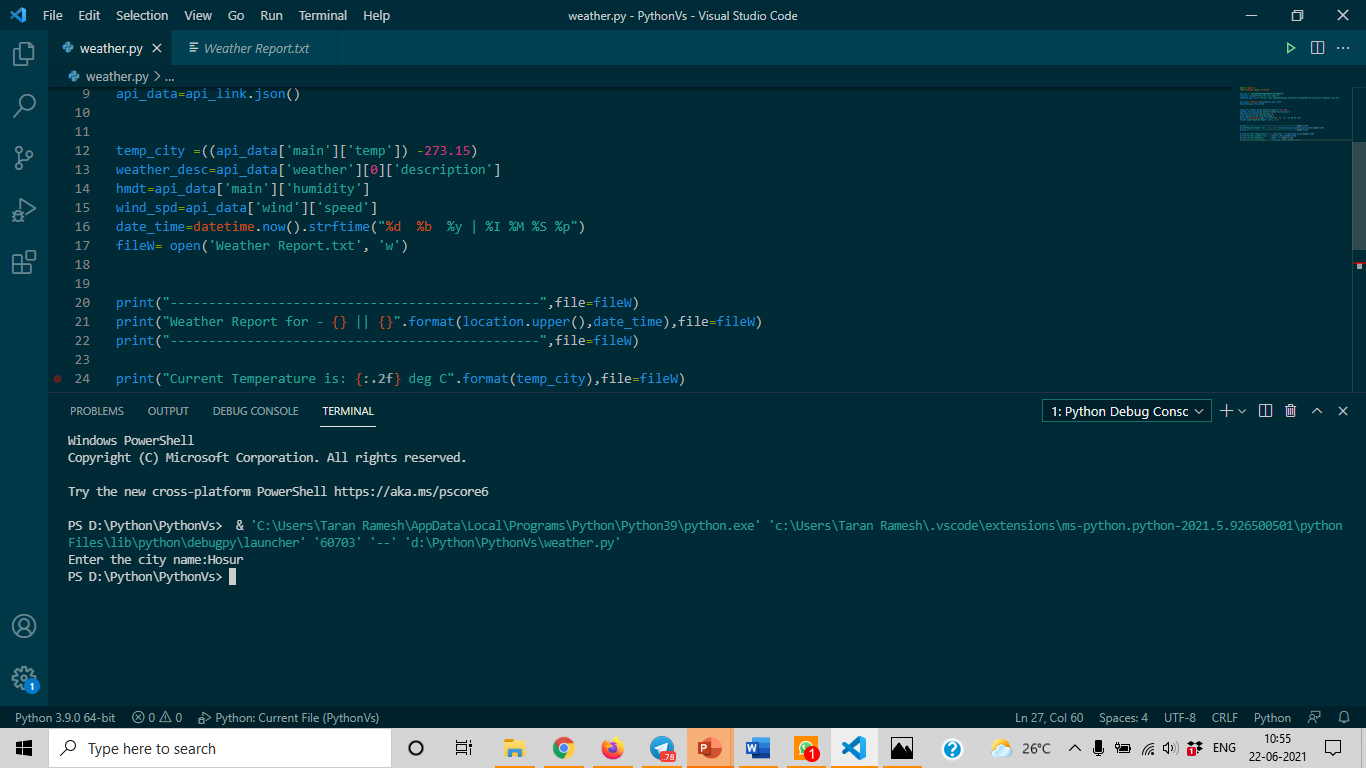 File Edit Selection View Go Run Terminal Help weather.py - PythonVs - Visual Studio Code
weather.py Weather Report.txt
weather.py > ...
9 api_data=api_link.json()
10
11
12 temp_city =((api_data['main']['temp']) -273.15)
13 weather_desc=api_data['weather'][0]['description']
14 hmdt=api_data['main']['humidity']
15 wind_spd=api_data['wind']['speed']
16 date_time=datetime.now().strftime("%d  %b  %y | %I %M %S %p")
17 fileW= open('Weather Report.txt', 'w')
18
19
20 print("------------------------------------------------",file=fileW)
21 print("Weather Report for - {} || {}".format(location.upper(),date_time),file=fileW)
22 print("------------------------------------------------",file=fileW)
23
24 print("Current Temperature is: {:.2f} deg C".format(temp_city),file=fileW)
PROBLEMS OUTPUT DEBUG CONSOLE TERMINAL 1: Python Debug Consc
Windows PowerShell
Copyright (C) Microsoft Corporation. All rights reserved.
Try the new cross-platform PowerShell https://aka.ms/pscore6
PS D:\Python\PythonVs>  & 'C:\Users\Taran Ramesh\AppData\Local\Programs\Python\Python39\python.exe' 'c:\Users\Taran Ramesh\.vscode\extensions\ms-python.python-2021.5.926500501\python
Files\lib\python\debugpy\launcher' '60703' '--' 'd:\Python\PythonVs\weather.py'
Enter the city name:Hosur
PS D:\Python\PythonVs>
1
Python 3.9.0 64-bit 0 0 Python: Current File (PythonVs) Ln 27, Col 60 Spaces: 4 UTF-8 CRLF Python
Type here to search ..78 1 26°C ENG 10:55
22-06-2021